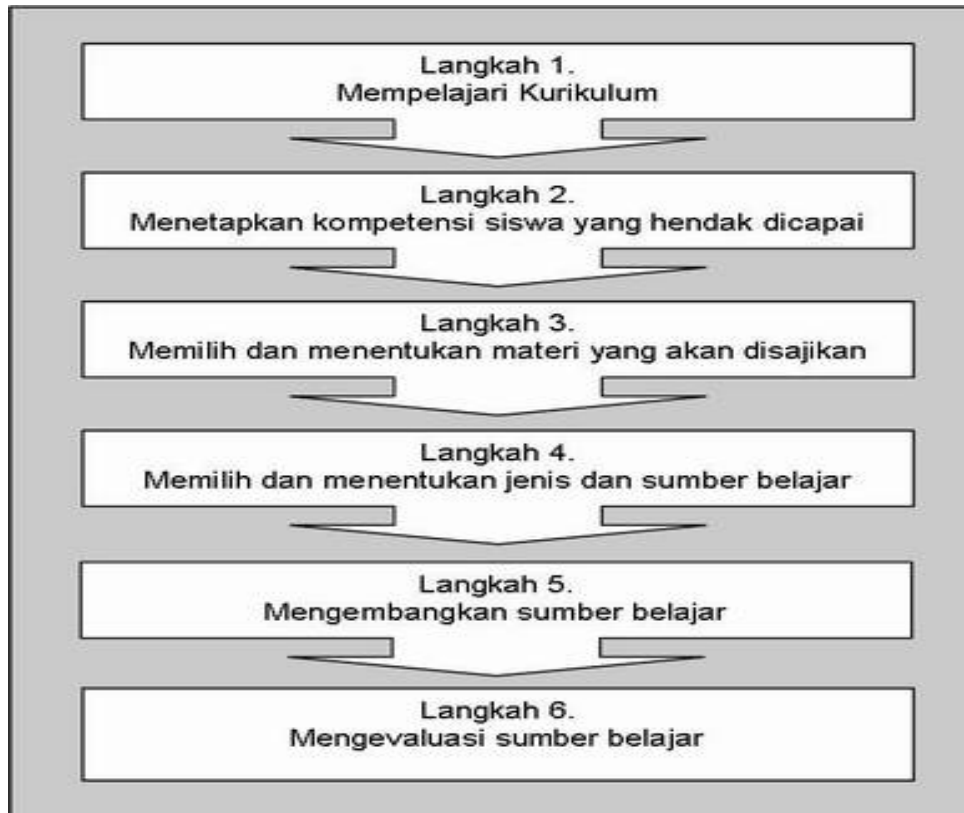 Langkah 1.
Mempelajari Kurikulum
Langkah 2.
Menetapkan kompetensi siswa yang hendak dicapai
Langkah 3.
Memilih dan menentukan materi yang akan disajikan
Langkah 4.
Memilih dan menentukan jenis dan sumber belajar
Langkah 5.
Mengembangkan sumber belajar
Langkah 6.
Mengevaluasi sumber belajar